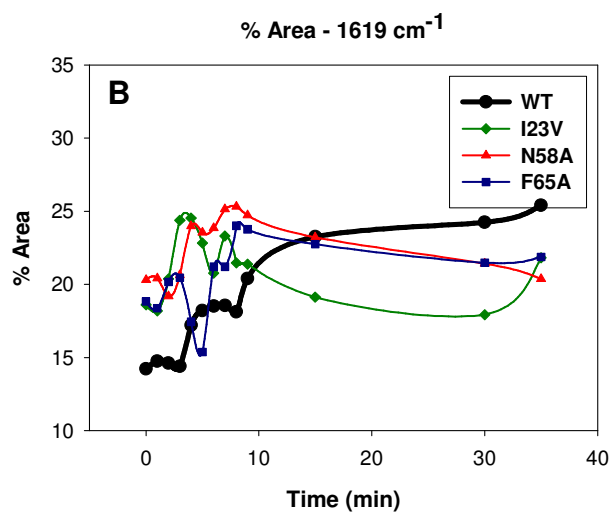 % Area - 1619 cm⁻¹
B
WT
I23V
N58A
F65A
% Area
35
30
25
20
15
10
0 10 20 30 40
Time (min)